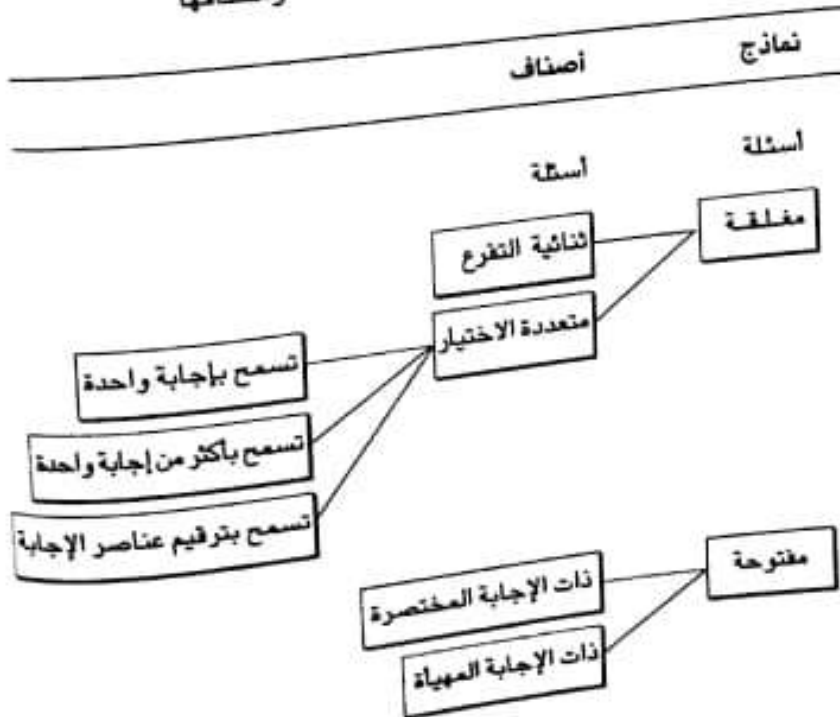 نماذج أصناف
أسئلة أسئلة
مغلقة
ثنائية التفرع
متعددة الاختيار
تسمح بإجابة واحدة
تسمح بأكثر من إجابة واحدة
تسمح بترقيم عناصر الإجابة
مفتوحة
ذات الإجابة المختصرة
ذات الإجابة المهيأة